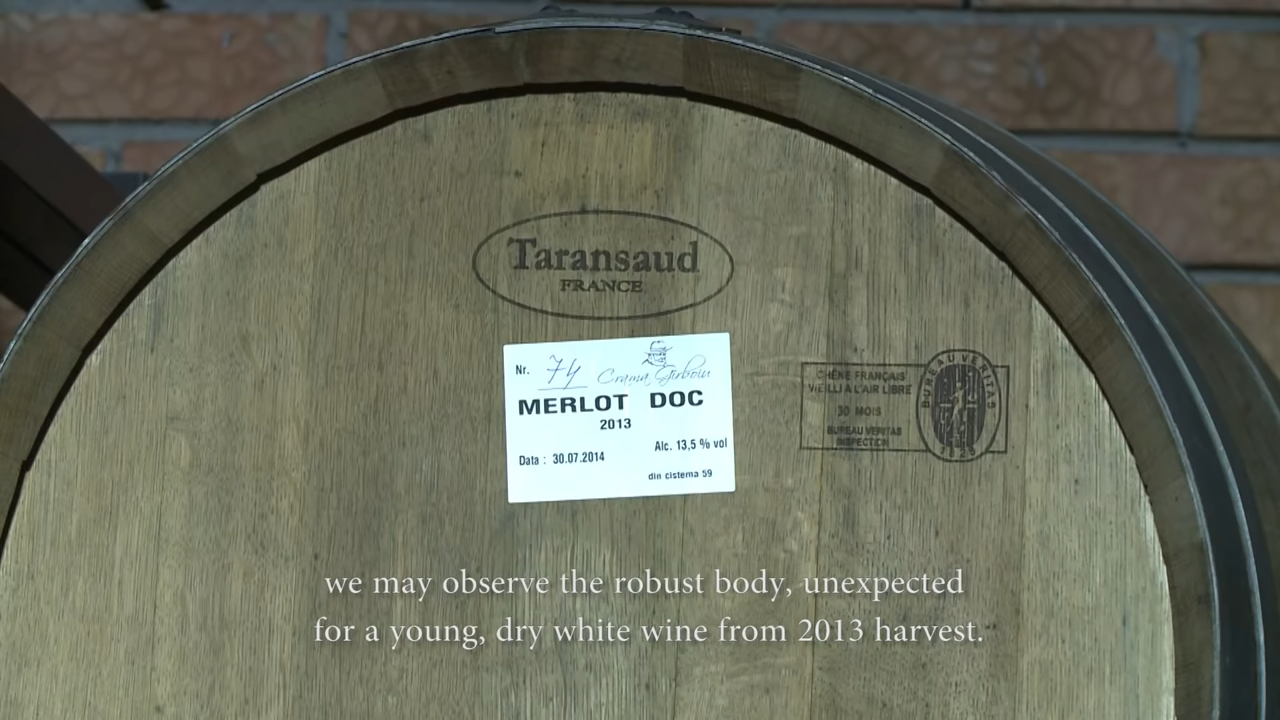 Taransaud
FRANCE
Nr. 74
Crama Girboiu
MERLOT DOC
2013
Alc. 13,5 % vol
Data : 30.07.2014
din cisterna 59
CHÊNE FRANÇAIS
VIEILLI A L'AIR LIBRE
30 MOIS
BUREAU VERITAS
INSPECTION
BUREAU VERITAS
1828
we may observe the robust body, unexpected
for a young, dry white wine from 2013 harvest.